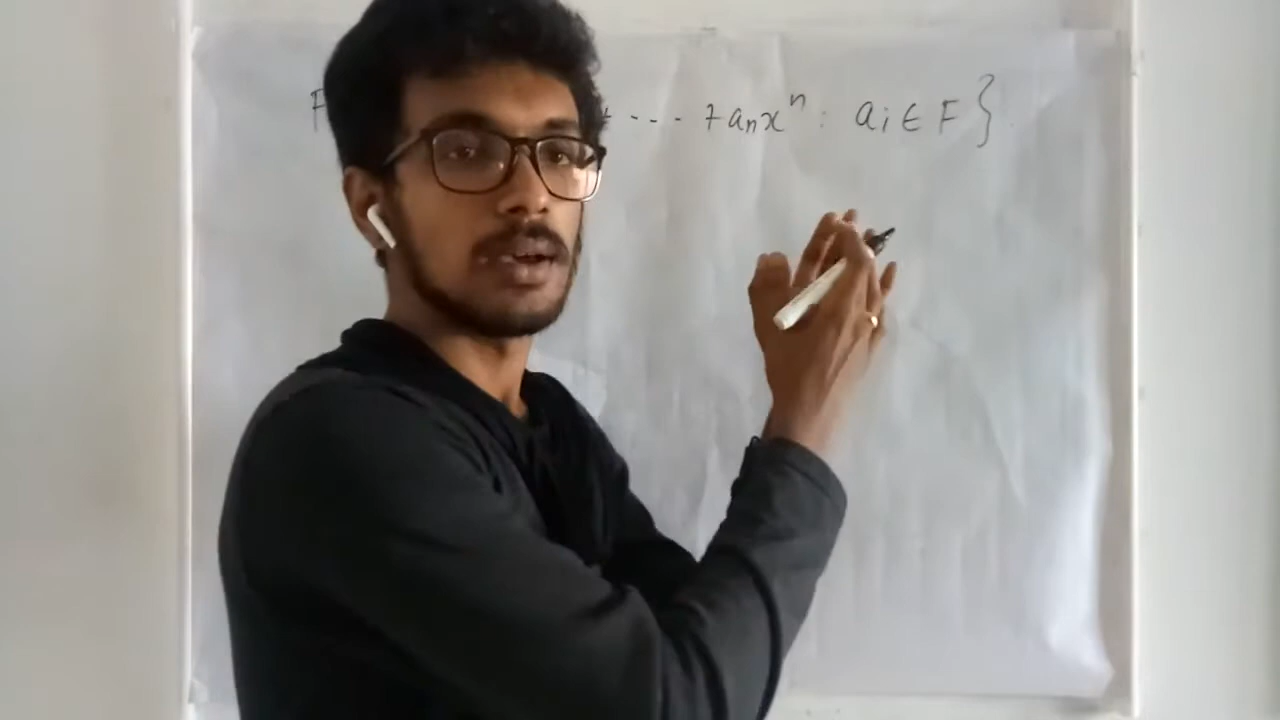 F + ... + aₙxⁿ : aᵢ ∈ F }